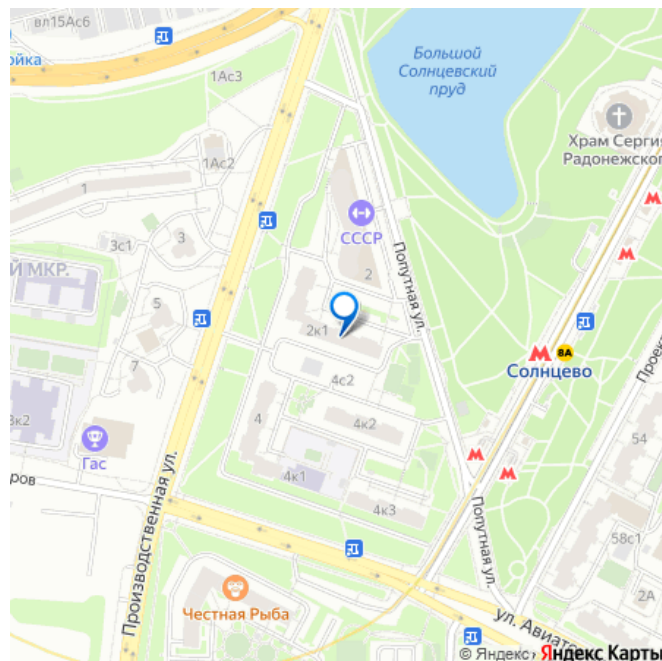 вл15Ас6
ойка
1Ас3
Большой
Солнцевский
пруд
Храм Сергия
Радонежского
1Ас2
1
3с1
3
СССР
Й МКР.
5
2
Попутная ул.
2к1
7
8А
Солнцево
Проек
4с2
3к2
4
4к2
54
Гас
ров
4к1
4к3
Попутная ул.
58с1
Производственная ул.
2А
Честная Рыба
ул. Авиато
© Яндекс Яндекс Карты